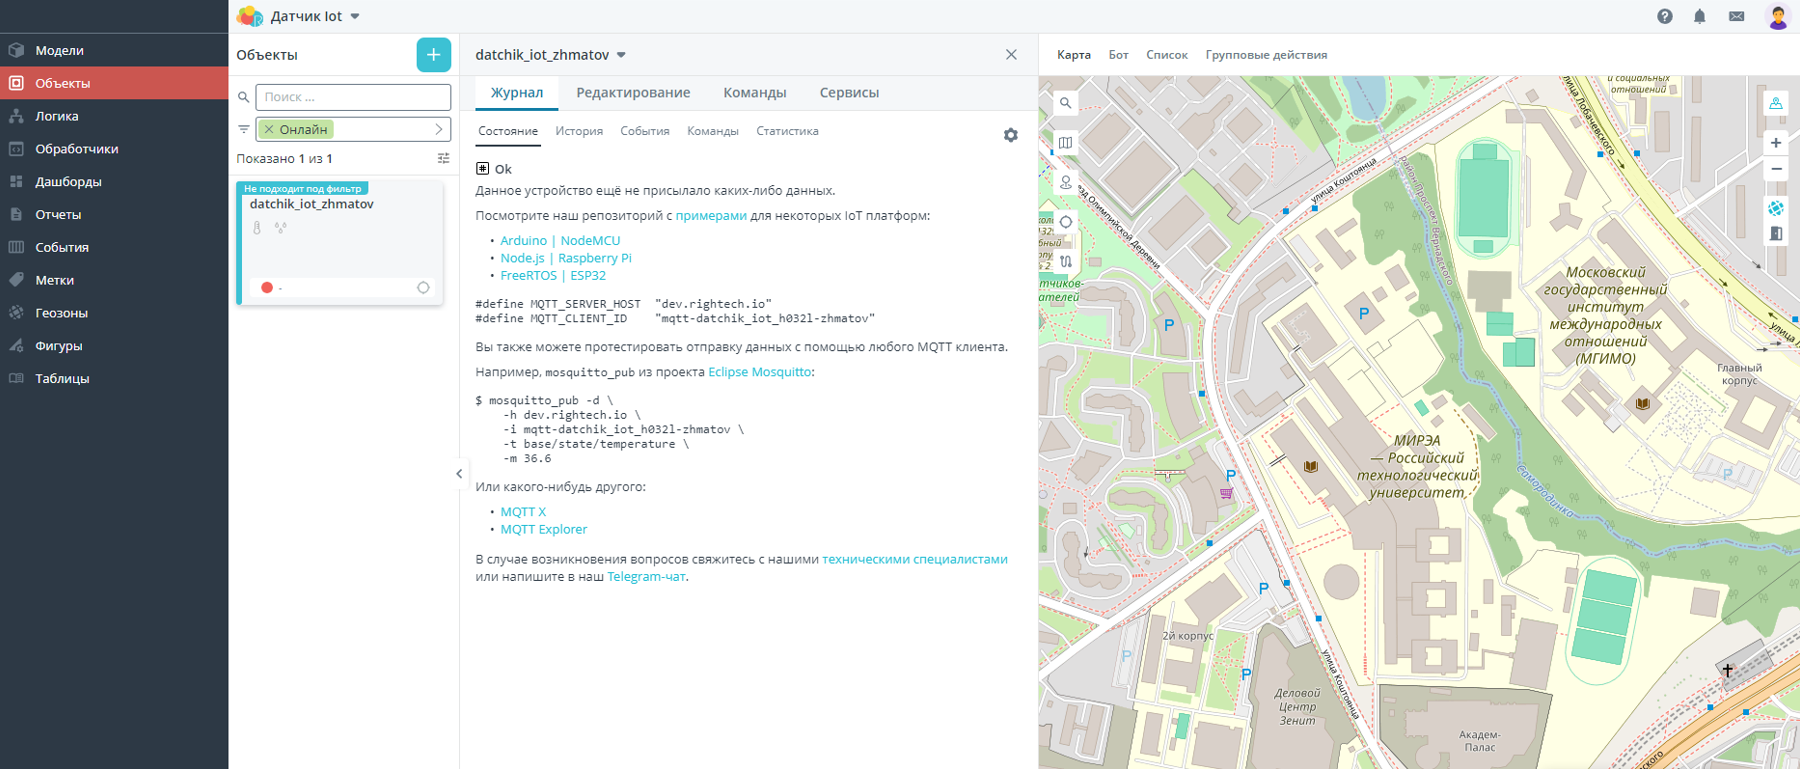 Датчик Iot
Модели
Объекты
Логика
Обработчики
Дашборды
Отчеты
События
Метки
Геозоны
Фигуры
Таблицы
Объекты
Поиск ...
Онлайн
Показано 1 из 1
Не подходит под фильтр
datchik_iot_zhmatov
-
datchik_iot_zhmatov
Журнал Редактирование Команды Сервисы
Состояние История События Команды Статистика
Ok
Данное устройство ещё не присылало каких-либо данных.
Посмотрите наш репозиторий с примерами для некоторых IoT платформ:
• Arduino | NodeMCU
• Node.js | Raspberry Pi
• FreeRTOS | ESP32
#define MQTT_SERVER_HOST "dev.rightech.io"
#define MQTT_CLIENT_ID "mqtt-datchik_iot_h032l-zhmatov"
Вы также можете протестировать отправку данных с помощью любого MQTT клиента.
Например, mosquitto_pub из проекта Eclipse Mosquitto:
$ mosquitto_pub -d \
-h dev.rightech.io \
-i mqtt-datchik_iot_h032l-zhmatov \
-t base/state/temperature \
-m 36.6
Или какого-нибудь другого:
• MQTT X
• MQTT Explorer
В случае возникновения вопросов свяжитесь с нашими техническими специалистами
или напишите в наш Telegram-чат.
Карта Бот Список Групповые действия
и социальных
отношений
улица Лобачевского
улица Коштоянца
район Проспект Вернадского
зд Олимпийской Деревни
Московский
государственный
институт
международных
отношений
(МГИМО)
Главный
корпус
P
P
МИРЭА
— Российский
технологический
университет
Самородинка
P
P
P
P
P
2й корпус
улица Коштоянца
Деловой
Центр
Зенит
Академ-
Палас